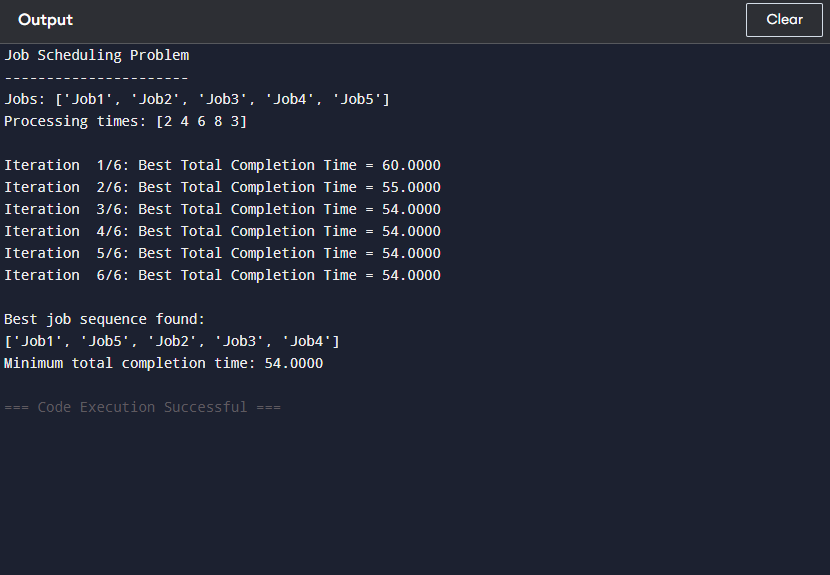 Output
Clear
Job Scheduling Problem
----------------------
Jobs: ['Job1', 'Job2', 'Job3', 'Job4', 'Job5']
Processing times: [2 4 6 8 3]
Iteration  1/6: Best Total Completion Time = 60.0000
Iteration  2/6: Best Total Completion Time = 55.0000
Iteration  3/6: Best Total Completion Time = 54.0000
Iteration  4/6: Best Total Completion Time = 54.0000
Iteration  5/6: Best Total Completion Time = 54.0000
Iteration  6/6: Best Total Completion Time = 54.0000
Best job sequence found:
['Job1', 'Job5', 'Job2', 'Job3', 'Job4']
Minimum total completion time: 54.0000
=== Code Execution Successful ===